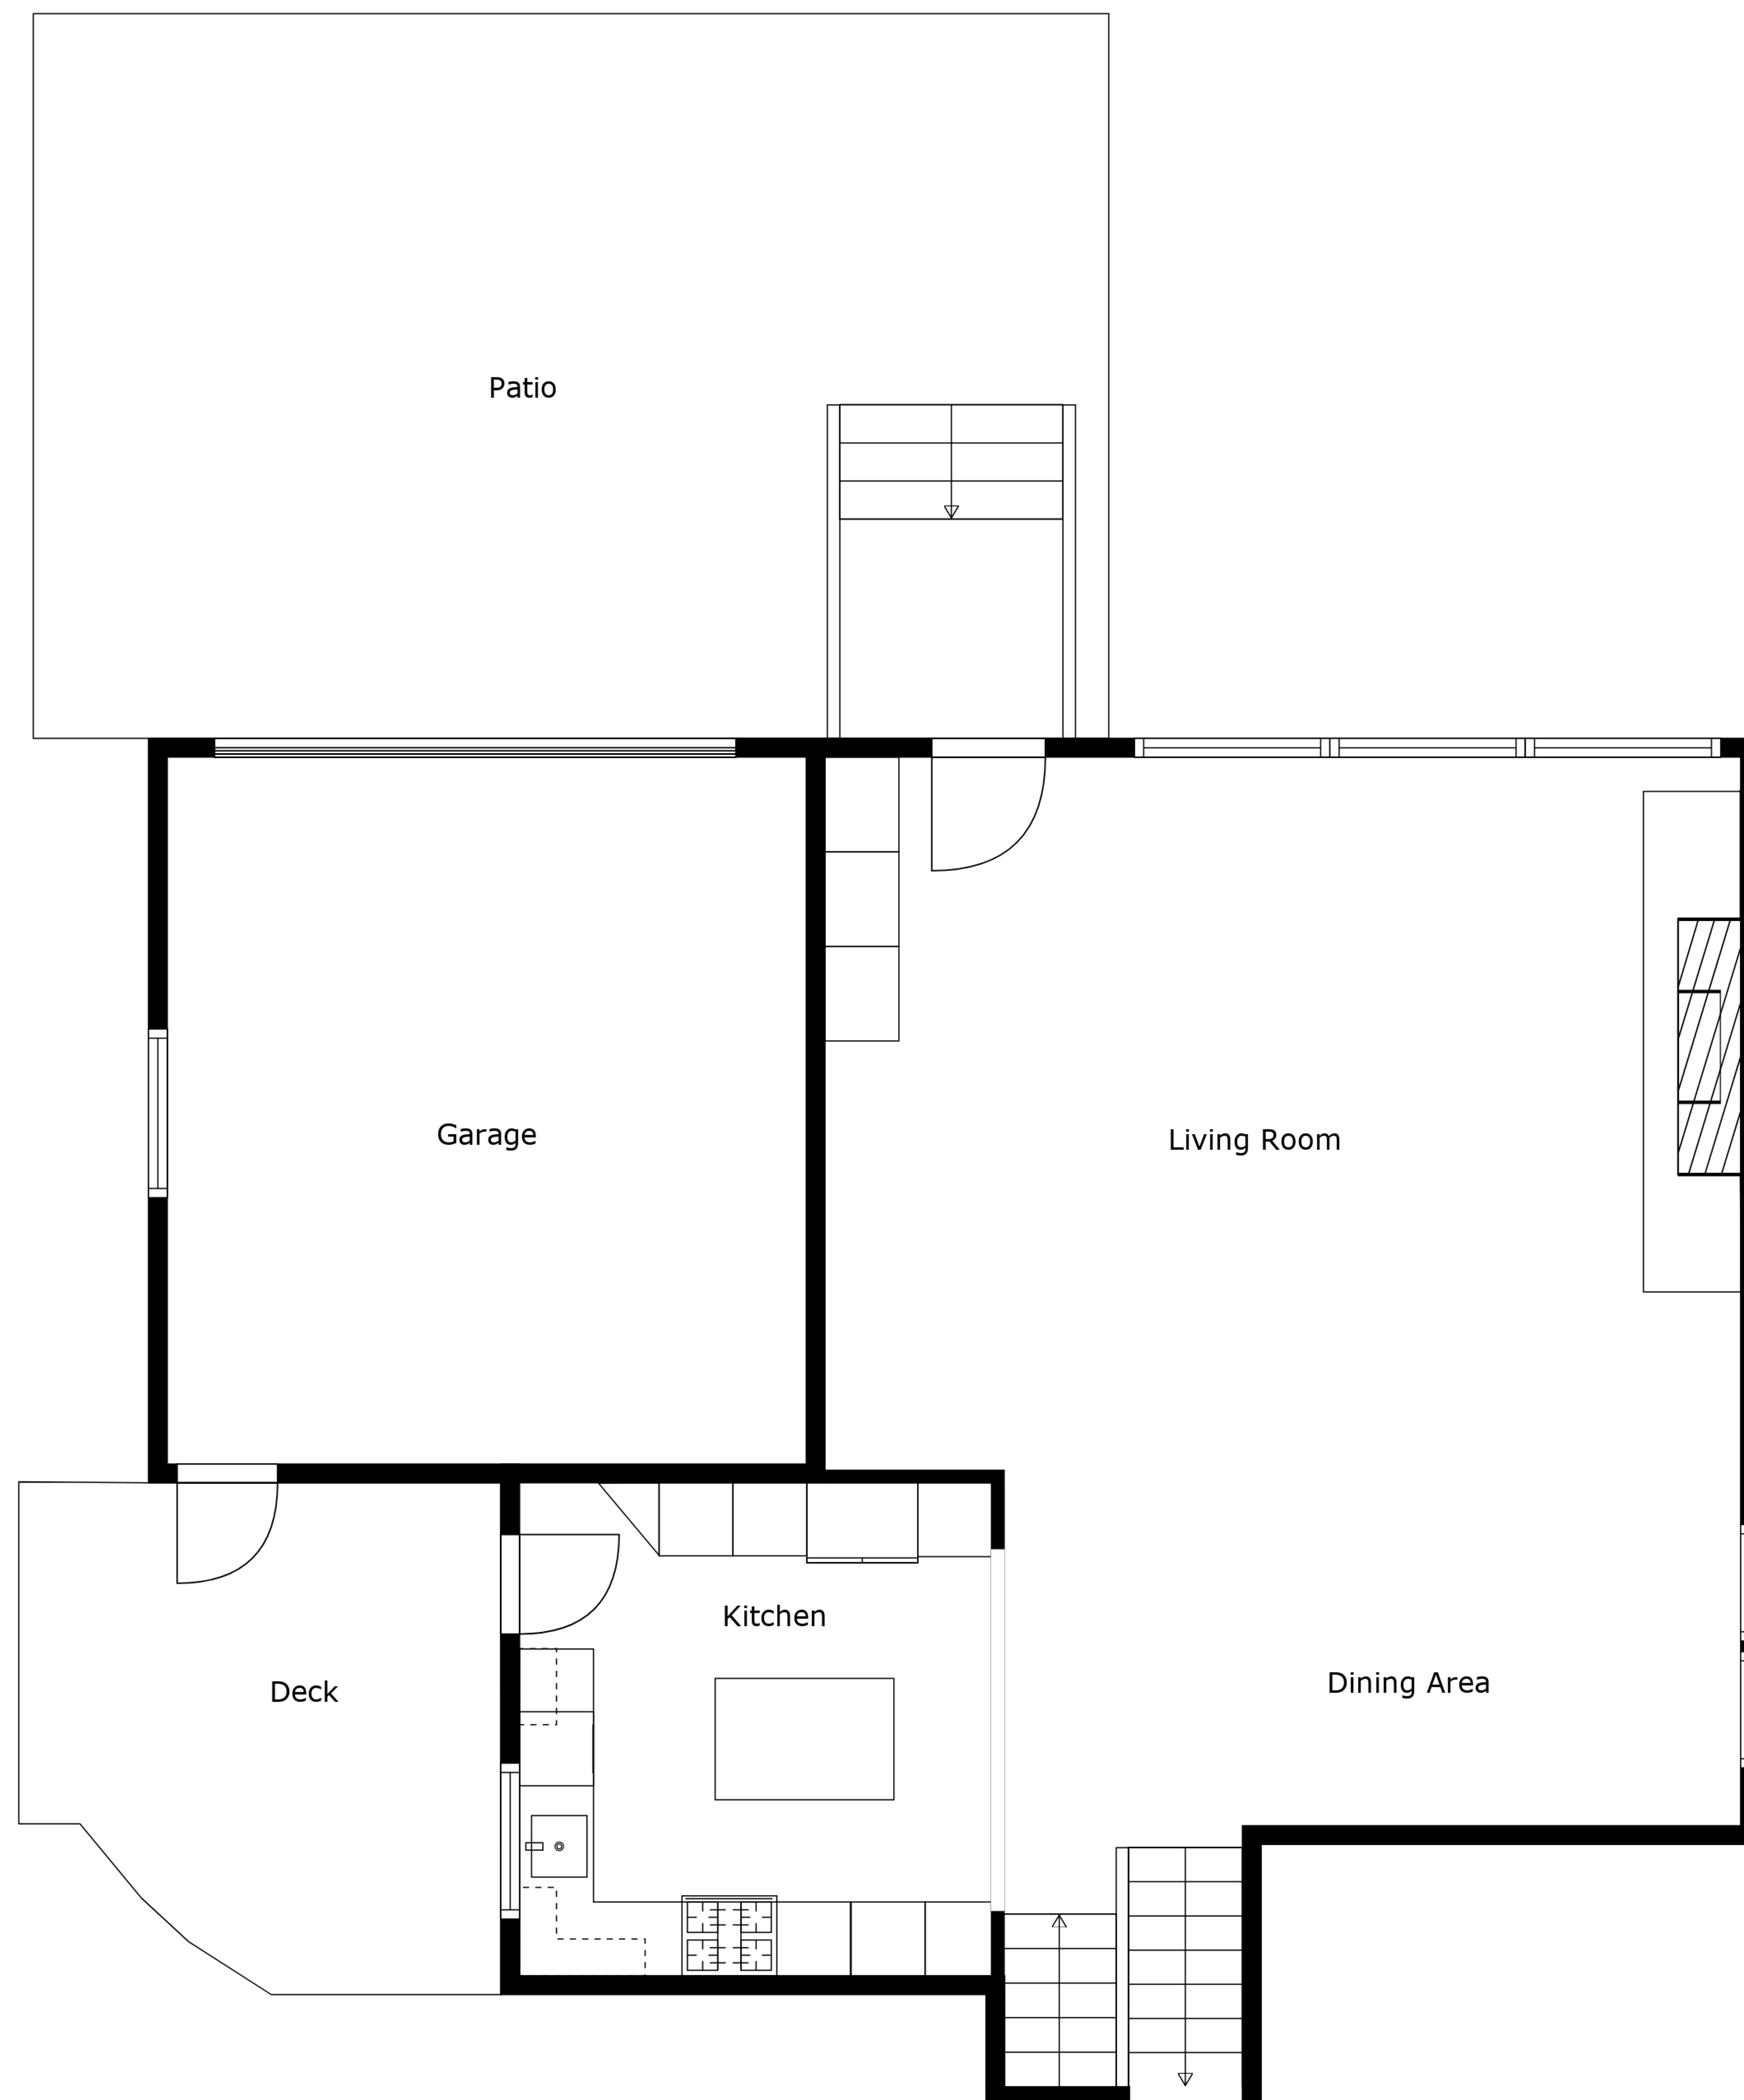 Patio
Garage
Living Room
Kitchen
Dining Area
Deck